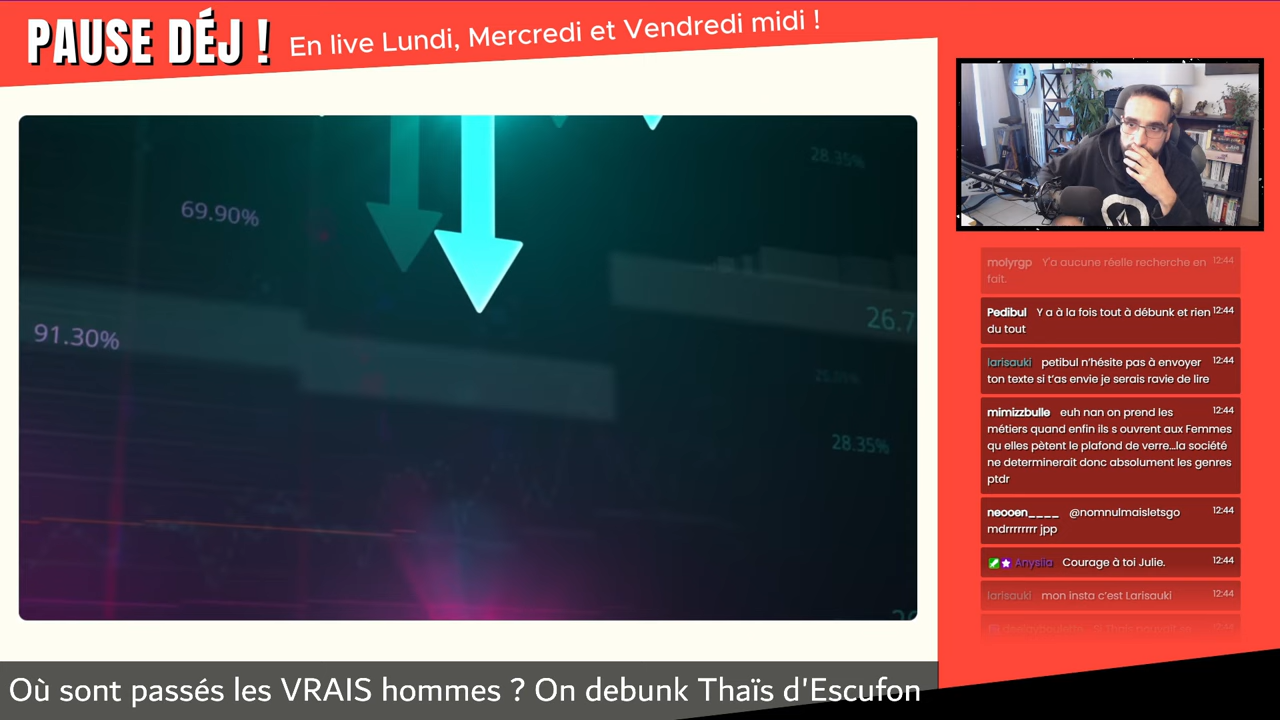 PAUSE DÉJ !
En live Lundi, Mercredi et Vendredi midi !
69.90%
28.35%
91.30%
26.7
28.35%
molyrgp Y'a aucune réelle recherche en 12:44
fait.
Pedibul Y a à la fois tout à débunk et rien 12:44
du tout
larisauki petibul n'hésite pas à envoyer 12:44
ton texte si t'as envie je serais ravie de lire
mimizzbulle euh nan on prend les 12:44
métiers quand enfin ils s ouvrent aux Femmes
qu elles pètent le plafond de verre...la société
ne determinerait donc absolument les genres
ptdr
neooen____ @nomnulmaisletsgo 12:44
mdrrrrrrrr jpp
Anyslia Courage à toi Julie. 12:44
larisauki mon insta c'est Larisauki 12:44
Où sont passés les VRAIS hommes ? On debunk Thaïs d'Escufon